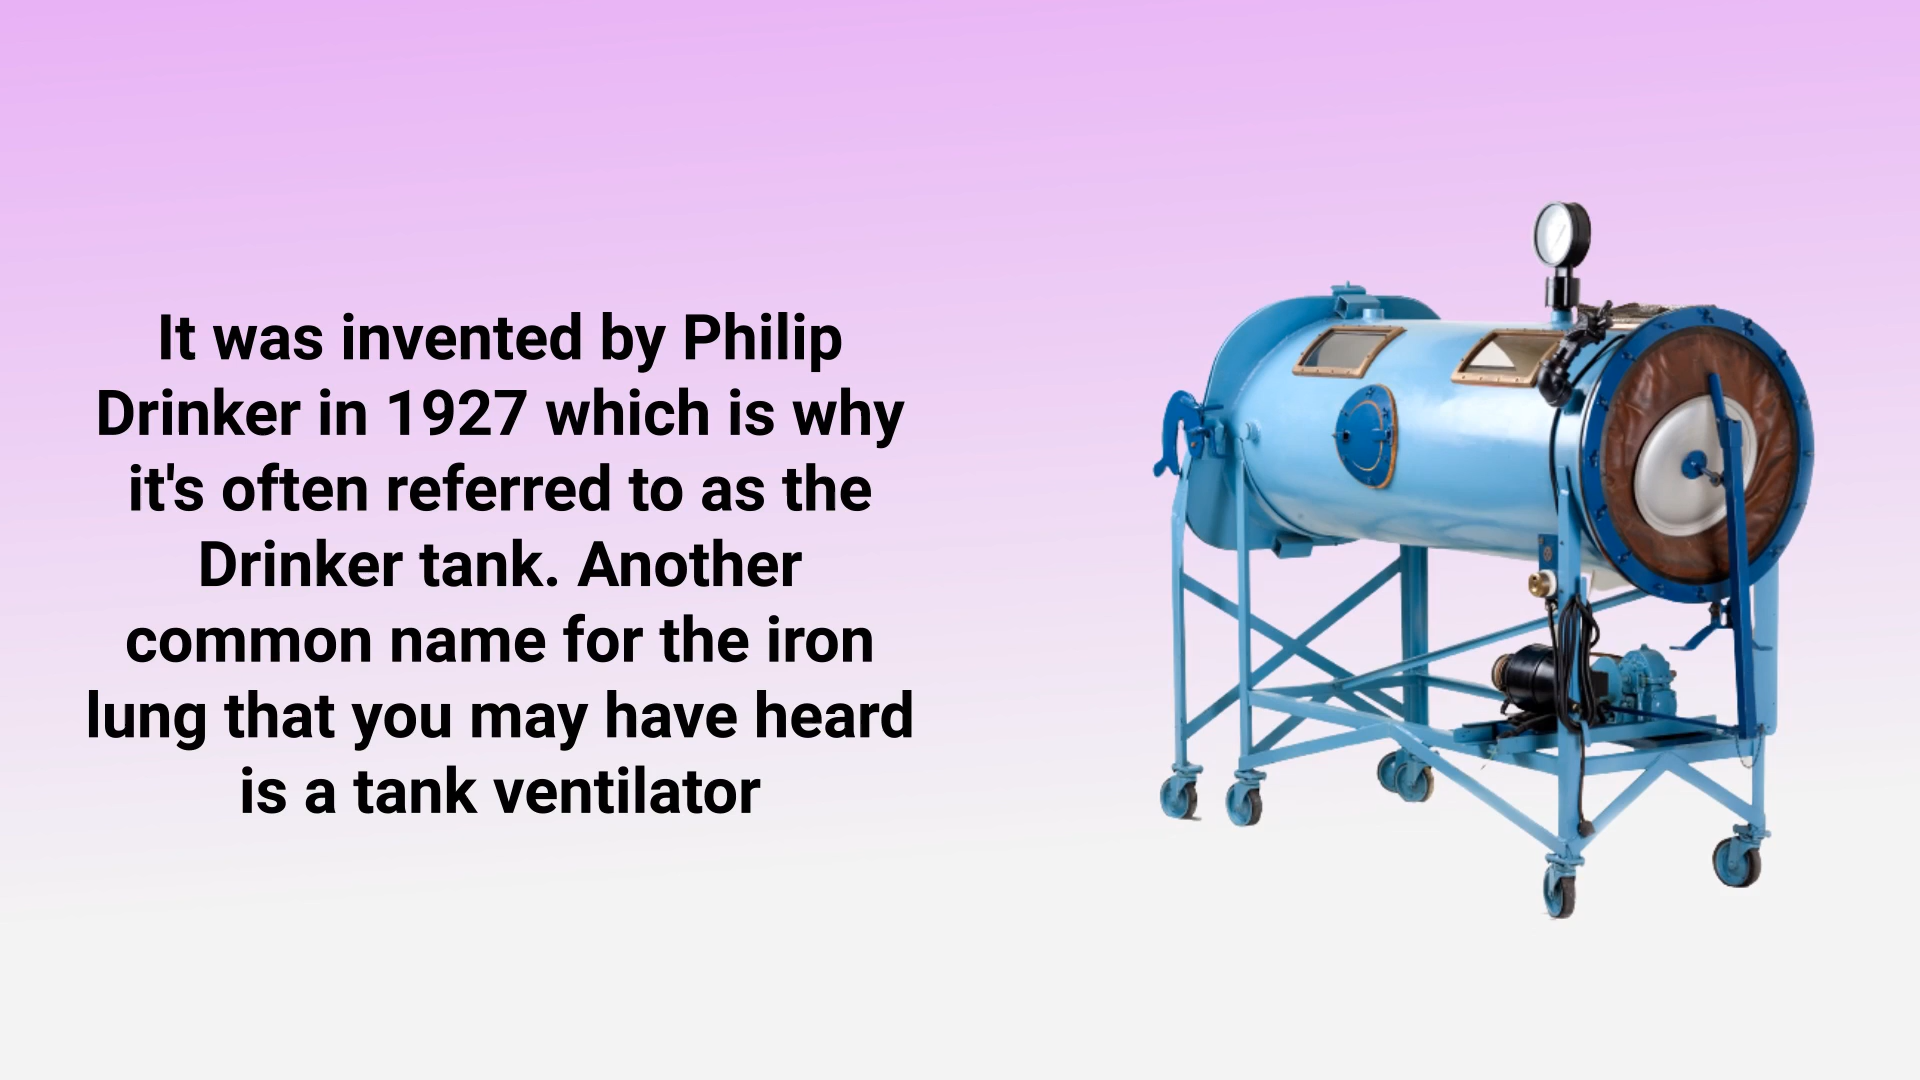 It was invented by Philip
Drinker in 1927 which is why
it's often referred to as the
Drinker tank. Another
common name for the iron
lung that you may have heard
is a tank ventilator